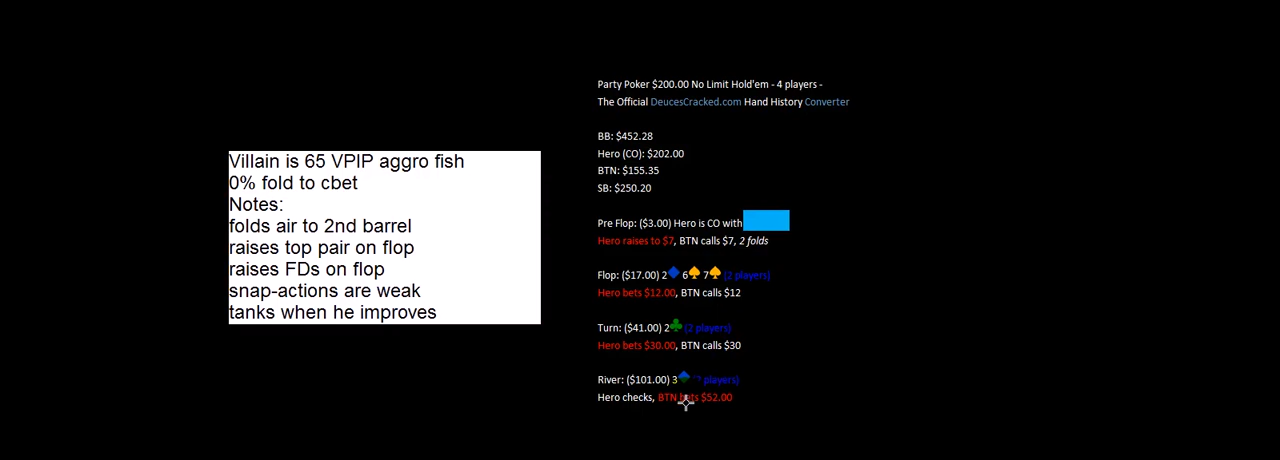 Villain is 65 VPIP aggro fish
0% fold to cbet
Notes:
folds air to 2nd barrel
raises top pair on flop
raises FDs on flop
snap-actions are weak
tanks when he improves
Party Poker $200.00 No Limit Hold'em - 4 players -
The Official DeucesCracked.com Hand History Converter
BB: $452.28
Hero (CO): $202.00
BTN: $155.35
SB: $250.20
Pre Flop: ($3.00) Hero is CO with
Hero raises to $7, BTN calls $7, 2 folds
Flop: ($17.00) 2♦ 6♠ 7♠ (2 players)
Hero bets $12.00, BTN calls $12
Turn: ($41.00) 2♣ (2 players)
Hero bets $30.00, BTN calls $30
River: ($101.00) 3♦ (2 players)
Hero checks, BTN bets $52.00